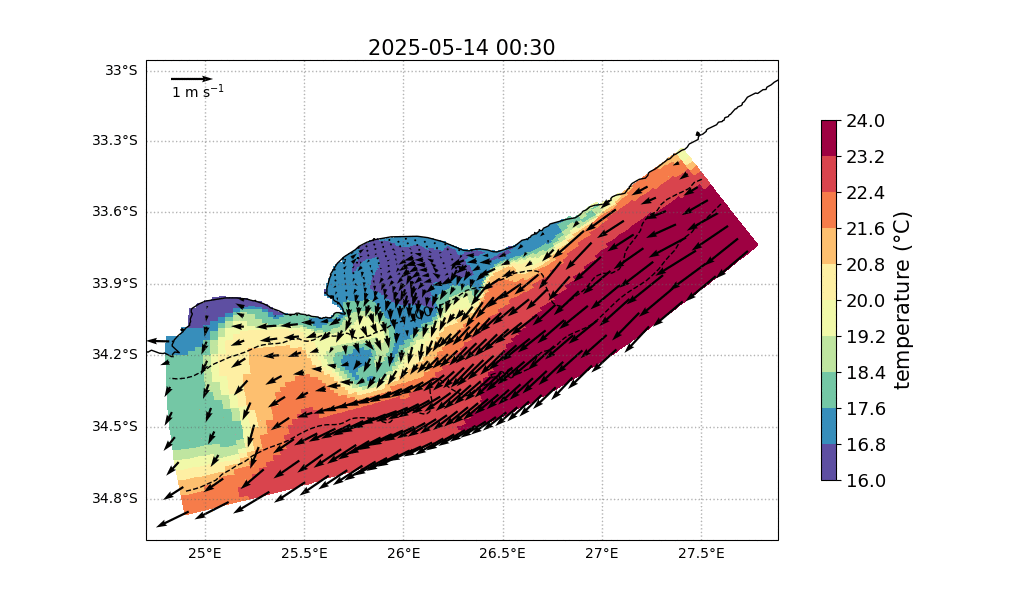 2025-05-14 00:30
1 m s⁻¹
33°S
33.3°S
33.6°S
33.9°S
34.2°S
34.5°S
34.8°S
25°E
25.5°E
26°E
26.5°E
27°E
27.5°E
24.0
23.2
22.4
21.6
20.8
20.0
19.2
18.4
17.6
16.8
16.0
temperature (°C)